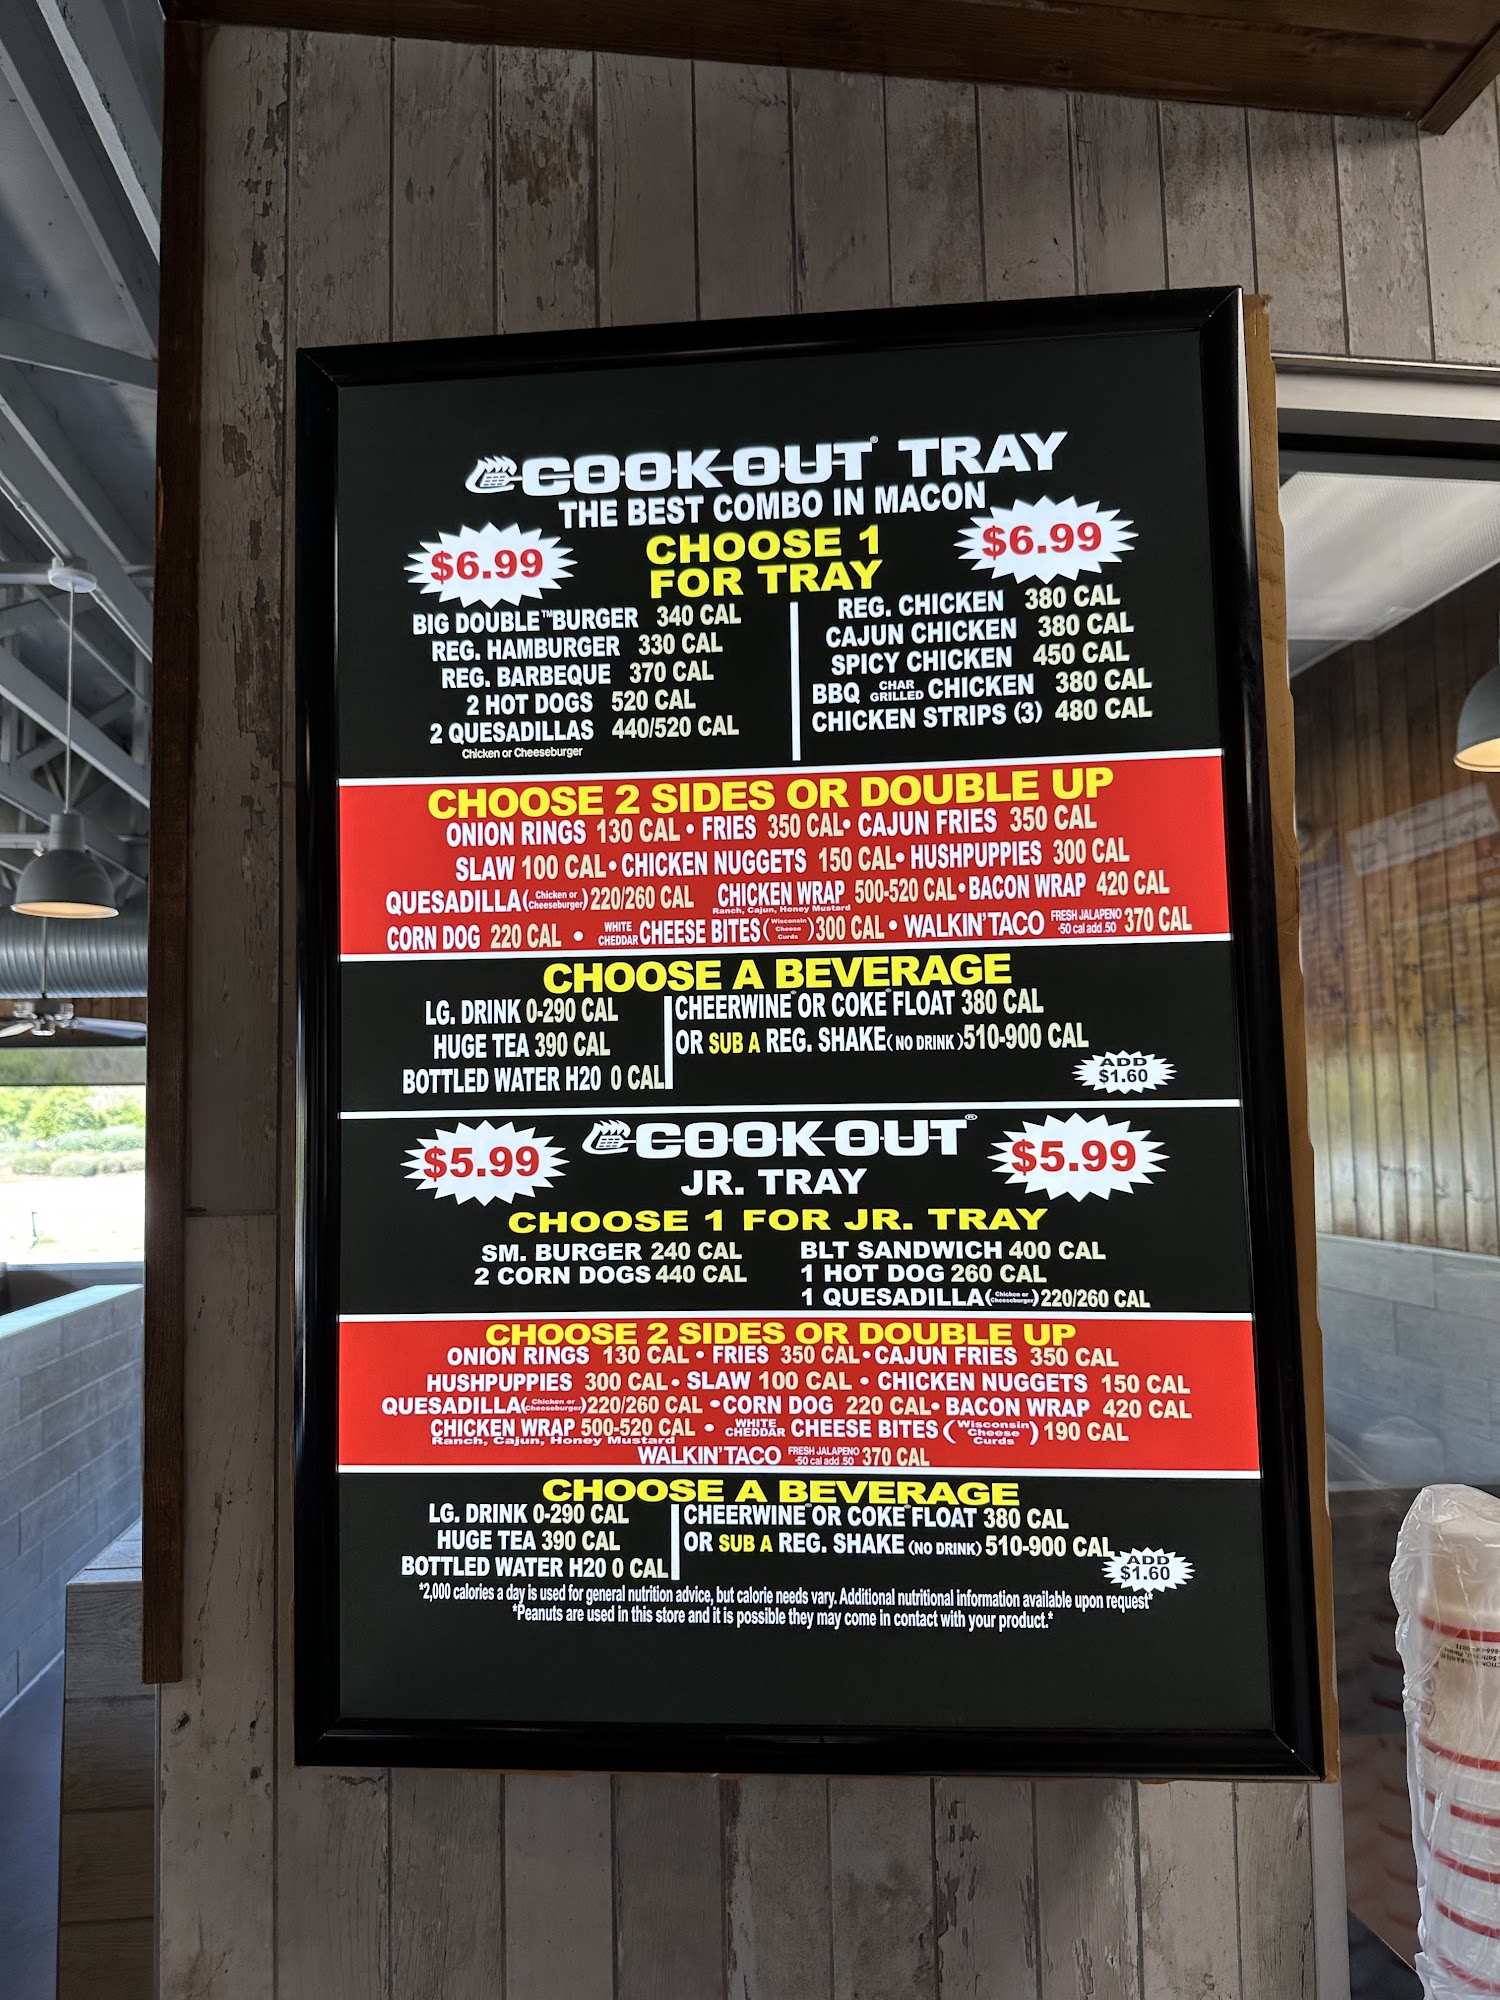 COOK-OUT® TRAY
THE BEST COMBO IN MACON
$6.99
CHOOSE 1
FOR TRAY
$6.99
BIG DOUBLE™BURGER 340 CAL
REG. HAMBURGER 330 CAL
REG. BARBEQUE 370 CAL
2 HOT DOGS 520 CAL
2 QUESADILLAS 440/520 CAL
Chicken or Cheeseburger
REG. CHICKEN 380 CAL
CAJUN CHICKEN 380 CAL
SPICY CHICKEN 450 CAL
BBQ CHAR GRILLED CHICKEN 380 CAL
CHICKEN STRIPS (3) 480 CAL
CHOOSE 2 SIDES OR DOUBLE UP
ONION RINGS 130 CAL • FRIES 350 CAL• CAJUN FRIES 350 CAL
SLAW 100 CAL• CHICKEN NUGGETS 150 CAL• HUSHPUPPIES 300 CAL
QUESADILLA(Chicken or Cheeseburger)220/260 CAL CHICKEN WRAP 500-520 CAL•BACON WRAP 420 CAL
Ranch, Cajun, Honey Mustard
CORN DOG 220 CAL • WHITE CHEDDAR CHEESE BITES(Wisconsin Cheese Curds)300 CAL • WALKIN'TACO FRESH JALAPENO 50 cal add .50 370 CAL
CHOOSE A BEVERAGE
LG. DRINK 0-290 CAL
HUGE TEA 390 CAL
BOTTLED WATER H20 0 CAL
CHEERWINE OR COKE FLOAT 380 CAL
OR SUB A REG. SHAKE(NO DRINK)510-900 CAL
ADD
$1.60
$5.99
COOK-OUT®
JR. TRAY
$5.99
CHOOSE 1 FOR JR. TRAY
SM. BURGER 240 CAL
2 CORN DOGS 440 CAL
BLT SANDWICH 400 CAL
1 HOT DOG 260 CAL
1 QUESADILLA(Chicken or Cheeseburger)220/260 CAL
CHOOSE 2 SIDES OR DOUBLE UP
ONION RINGS 130 CAL • FRIES 350 CAL•CAJUN FRIES 350 CAL
HUSHPUPPIES 300 CAL• SLAW 100 CAL • CHICKEN NUGGETS 150 CAL
QUESADILLA(Chicken or Cheeseburger)220/260 CAL •CORN DOG 220 CAL• BACON WRAP 420 CAL
CHICKEN WRAP 500-520 CAL • WHITE CHEDDAR CHEESE BITES (Wisconsin Cheese Curds) 190 CAL
Ranch, Cajun, Honey Mustard
WALKIN'TACO FRESH JALAPENO 50 cal add .50 370 CAL
CHOOSE A BEVERAGE
LG. DRINK 0-290 CAL
HUGE TEA 390 CAL
BOTTLED WATER H20 0 CAL
CHEERWINE OR COKE FLOAT 380 CAL
OR SUB A REG. SHAKE (NO DRINK) 510-900 CAL
ADD
$1.60
*2,000 calories a day is used for general nutrition advice, but calorie needs vary. Additional nutritional information available upon request*
*Peanuts are used in this store and it is possible they may come in contact with your product.*